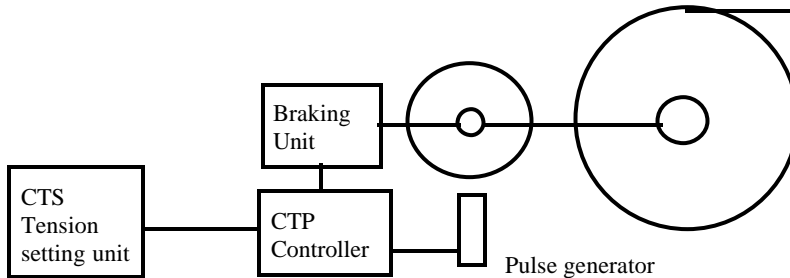 Braking
Unit
CTS
Tension
setting unit
CTP
Controller
Pulse generator